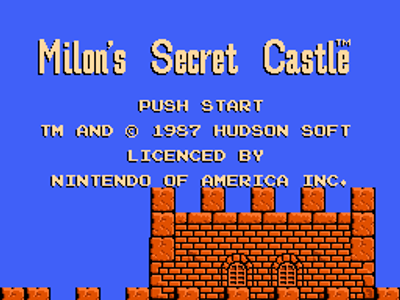 Milon's Secret Castle™
PUSH START
TM AND © 1987 HUDSON SOFT
LICENCED BY
NINTENDO OF AMERICA INC.